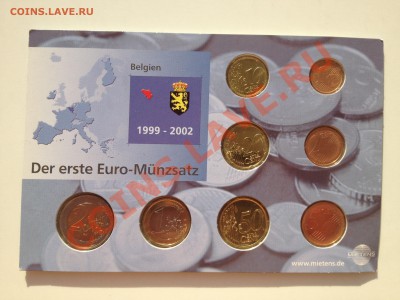 COINS.LAVE.RU
Belgien
1999 - 2002
Der erste Euro-Münzsatz
COINS.LAVE.RU
www.mietens.de